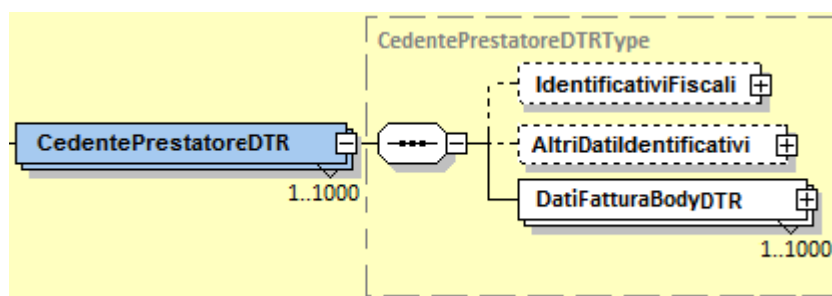 CedentePrestatoreDTRType
IdentificativiFiscali
CedentePrestatoreDTR
AltriDatiIdentificativi
1..1000
DatiFatturaBodyDTR
1..1000